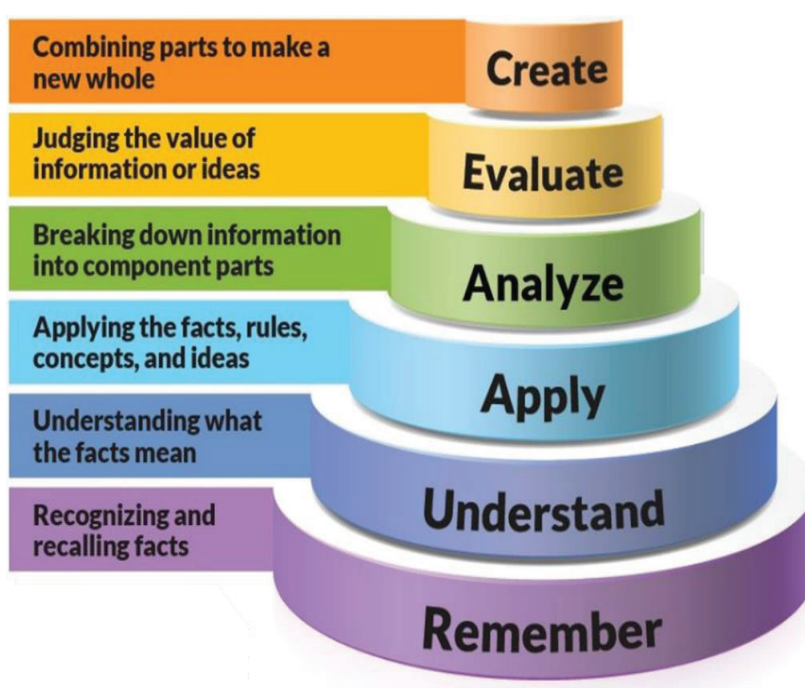 Combining parts to make a
new whole
Create
Judging the value of
information or ideas
Evaluate
Breaking down information
into component parts
Analyze
Applying the facts, rules,
concepts, and ideas
Apply
Understanding what
the facts mean
Understand
Recognizing and
recalling facts
Remember